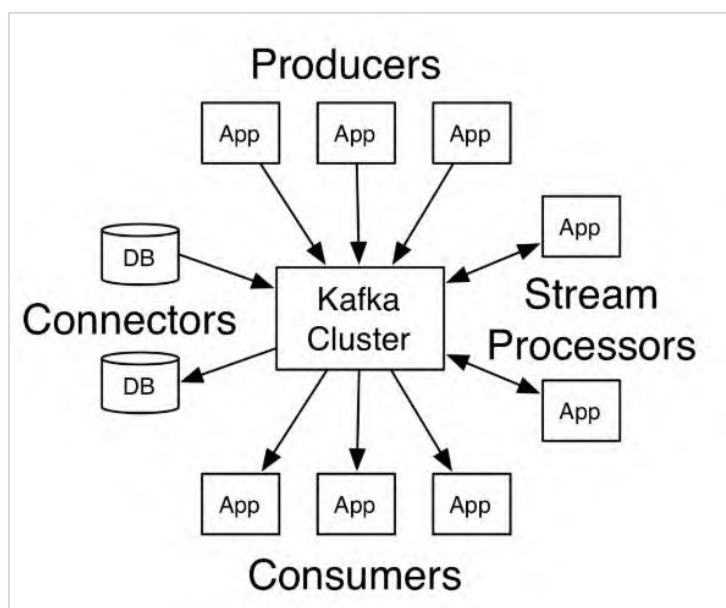 Producers
App
App
App
DB
App
Connectors
Kafka
Cluster
Stream
Processors
DB
App
App
App
App
Consumers